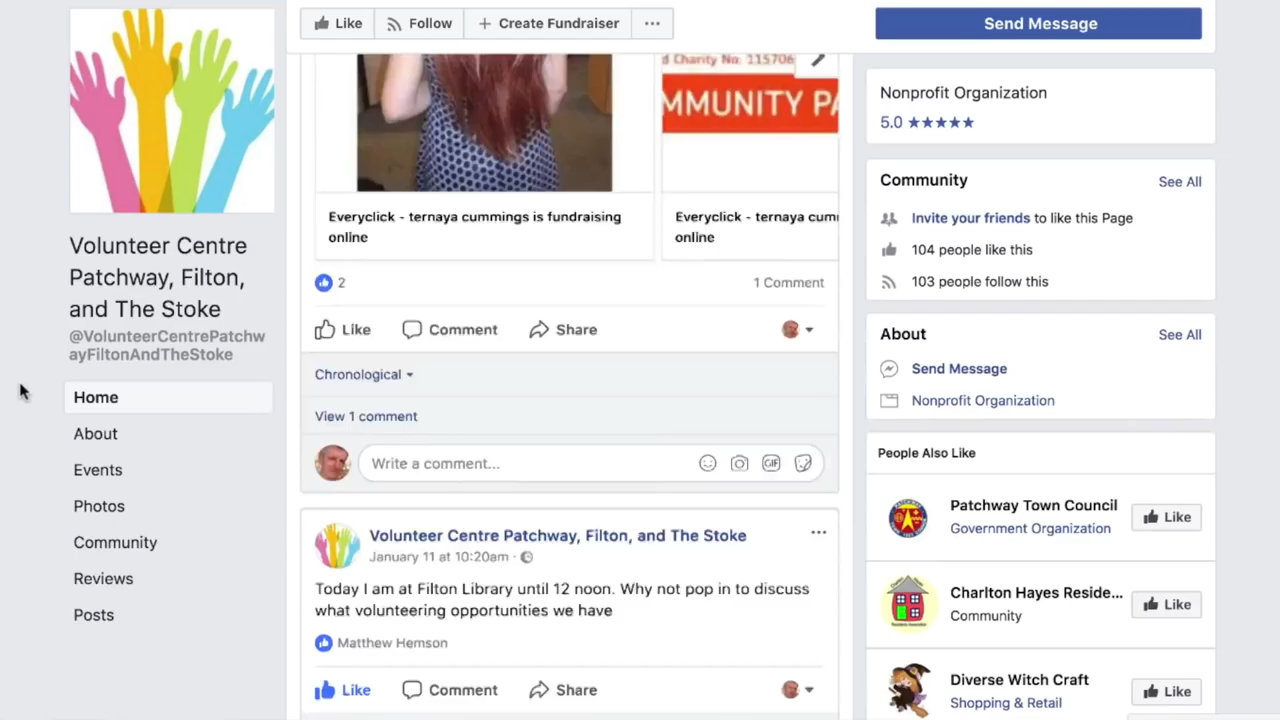 Like
Follow
Create Fundraiser
Send Message
Volunteer Centre
Patchway, Filton,
and The Stoke
@VolunteerCentrePatchw
ayFiltonAndTheStoke
Home
About
Events
Photos
Community
Reviews
Posts
d Charity No: 115706
MMUNITY PA
Everyclick - ternaya cummings is fundraising
online
Everyclick - ternaya cum
online
2
1 Comment
Like
Comment
Share
Chronological
View 1 comment
Write a comment...
GIF
Volunteer Centre Patchway, Filton, and The Stoke
January 11 at 10:20am ·
Today I am at Filton Library until 12 noon. Why not pop in to discuss
what volunteering opportunities we have
Matthew Hemson
Like
Comment
Share
Nonprofit Organization
5.0 ★★★★★
Community
See All
Invite your friends to like this Page
104 people like this
103 people follow this
About
See All
Send Message
Nonprofit Organization
People Also Like
Patchway Town Council
Government Organization
Like
Charlton Hayes Reside...
Community
Like
Diverse Witch Craft
Shopping & Retail
Like